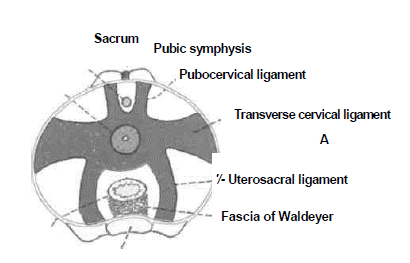 Sacrum
Pubic symphysis
Pubocervical ligament
Transverse cervical ligament
A
Uterosacral ligament
Fascia of Waldeyer